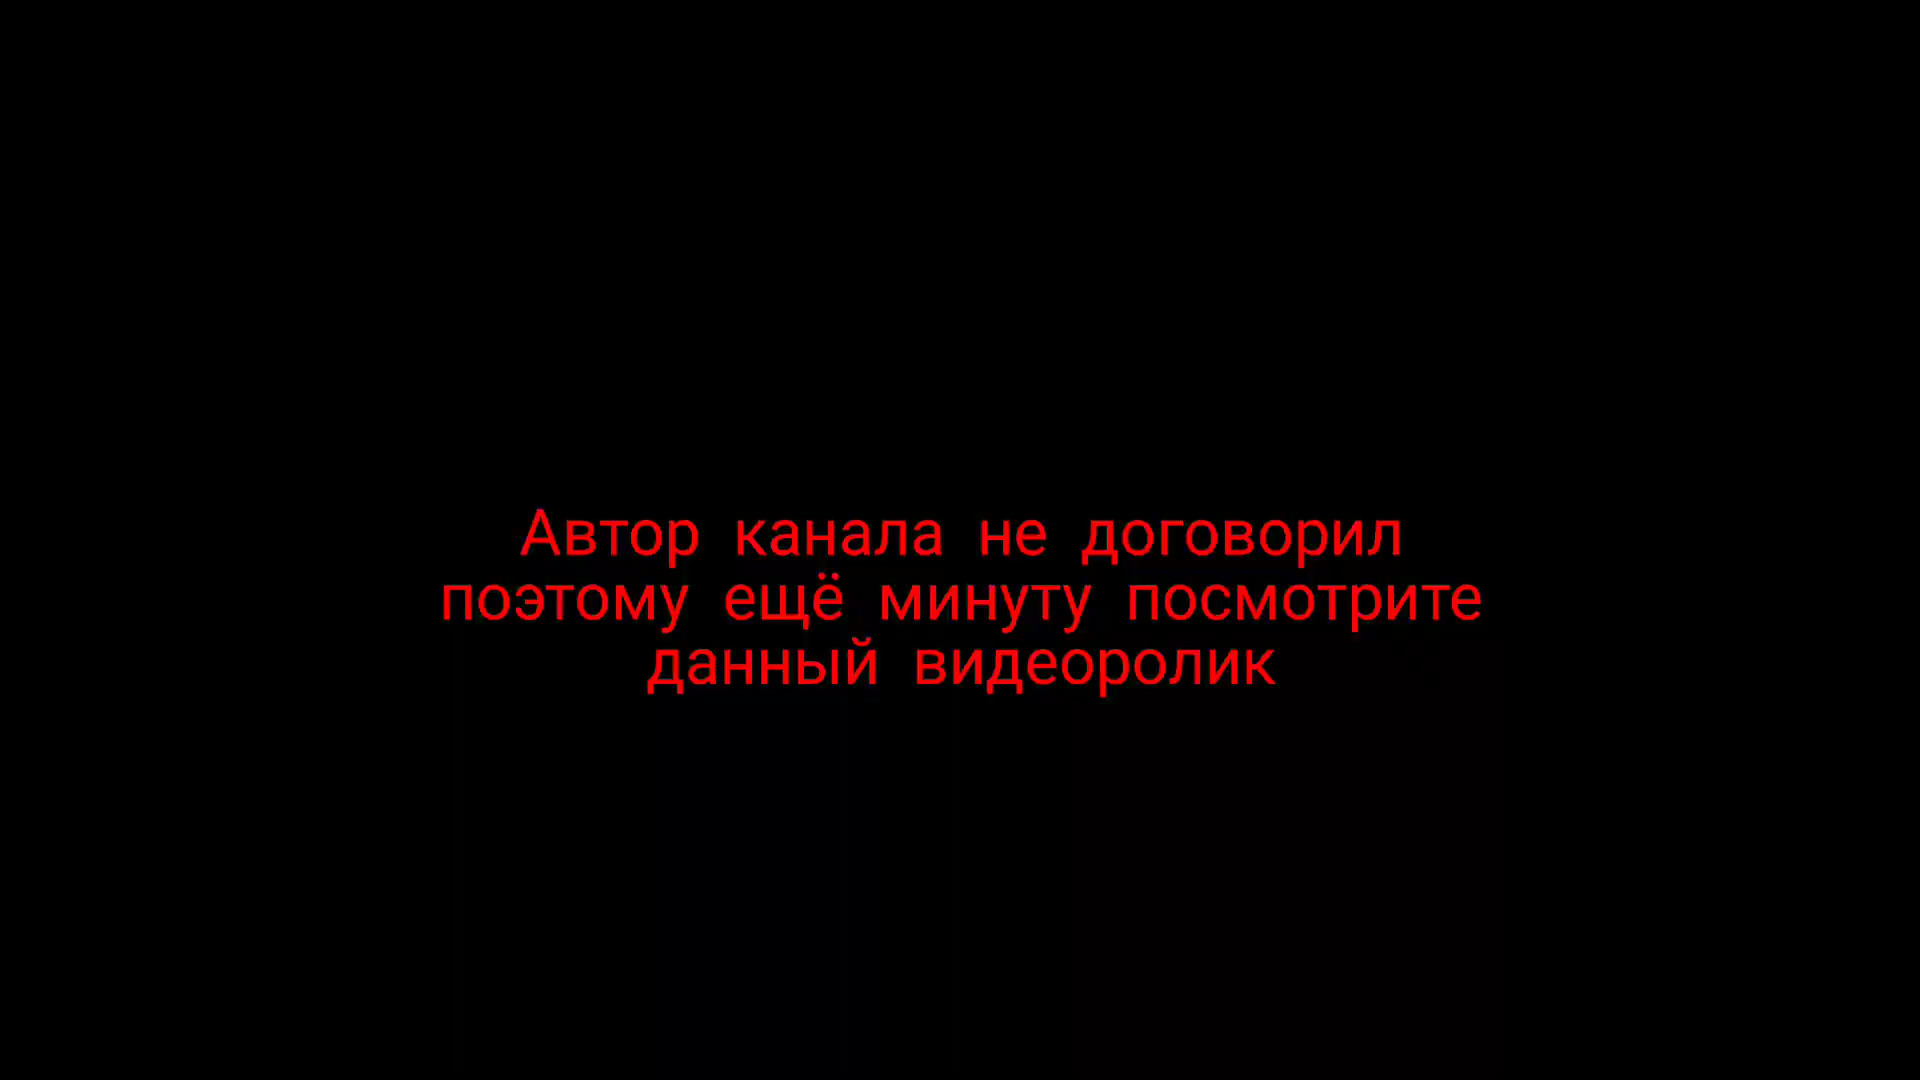 Автор канала не договорил
поэтому ещё минуту посмотрите
данный видеоролик